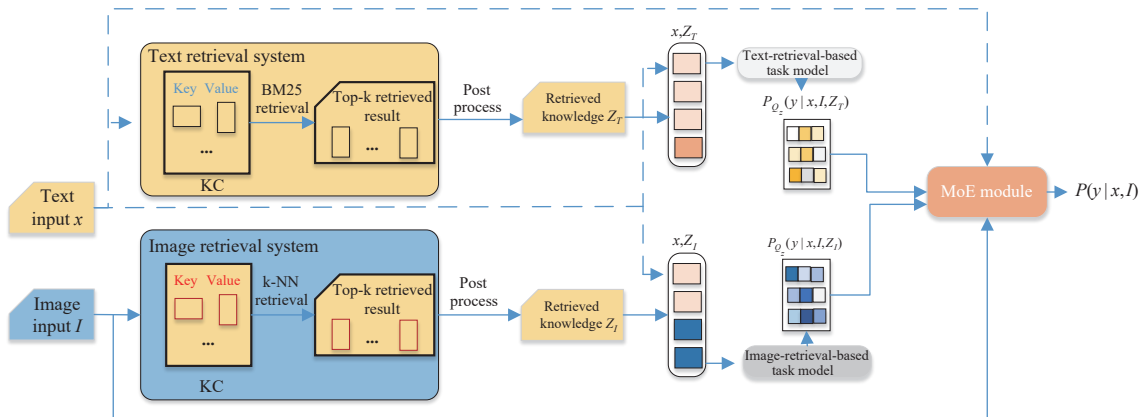 Text retrieval system
Key Value
...
KC
BM25
retrieval
Top-k retrieved
result
...
Post
process
Retrieved
knowledge Z_T
x,Z_T
Text-retrieval-based
task model
P_{Q_z}(y | x,I,Z_T)
Text
input x
MoE module
P(y | x,I)
Image retrieval system
Key Value
...
KC
k-NN
retrieval
Top-k retrieved
result
...
Post
process
Retrieved
knowledge Z_I
x,Z_I
P_{Q_z}(y | x,I,Z_I)
Image-retrieval-based
task model
Image
input I